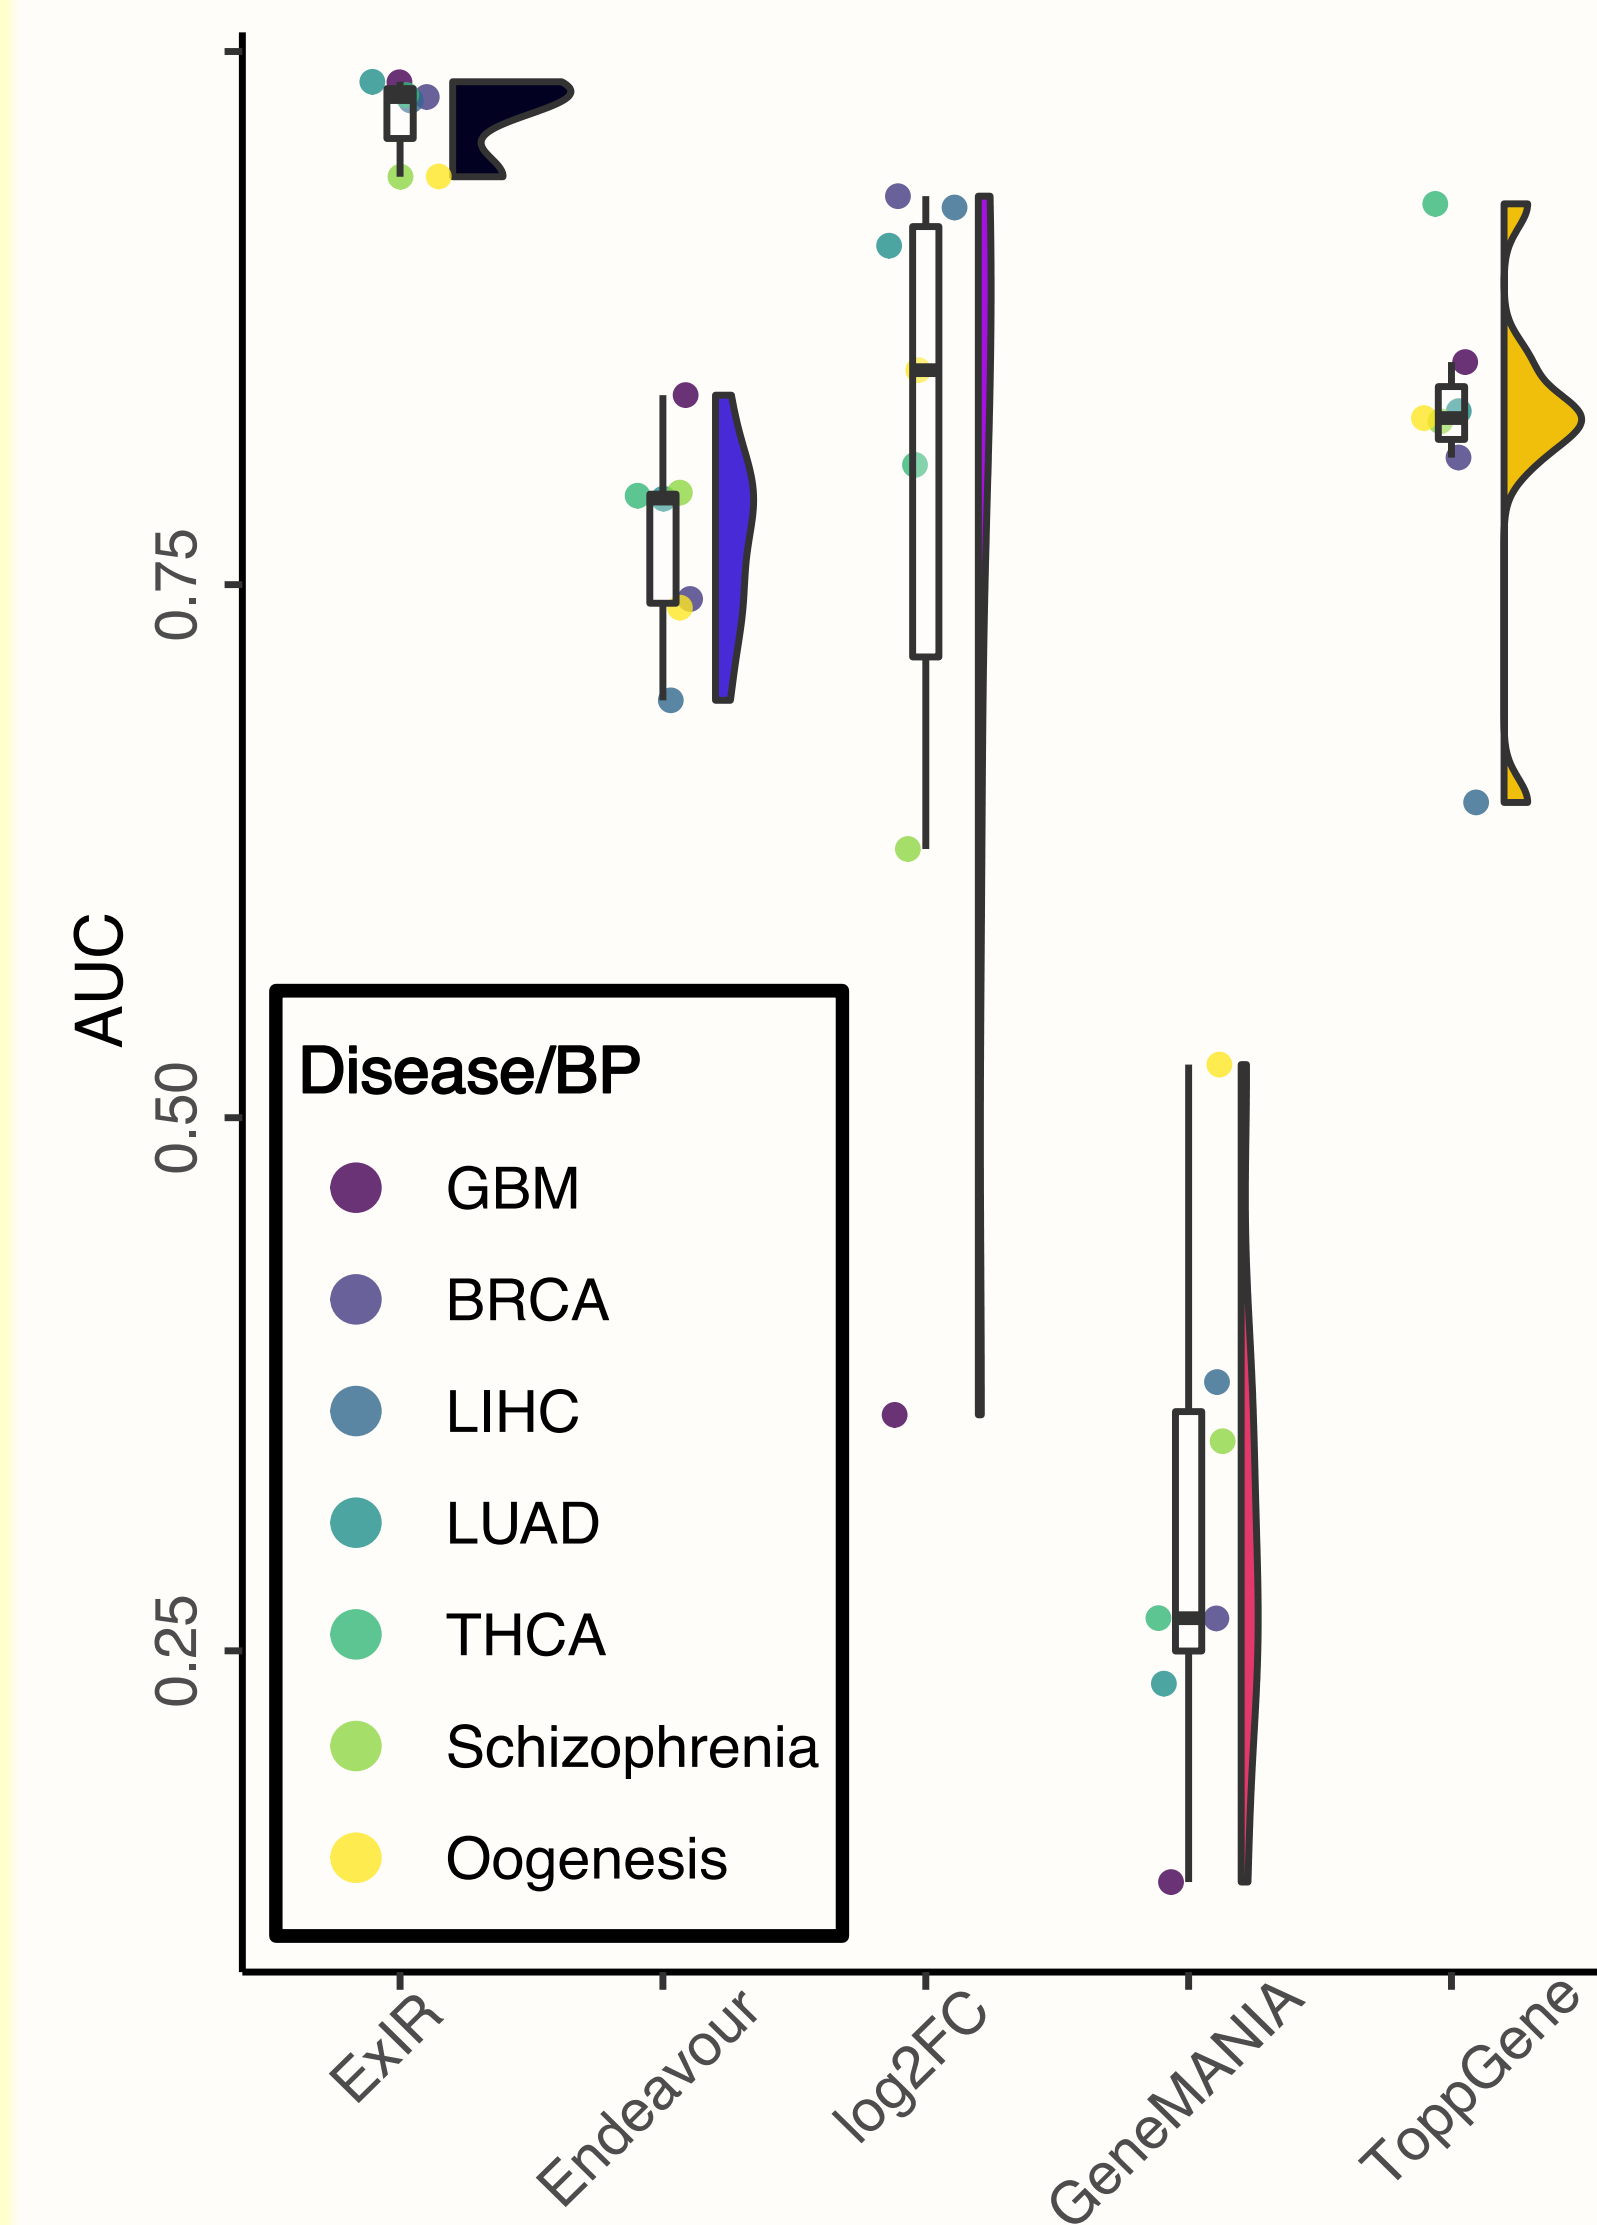 AUC
0.75
0.50
0.25
Disease/BP
GBM
BRCA
LIHC
LUAD
THCA
Schizophrenia
Oogenesis
ExIR
Endeavour
log2FC
GeneMANIA
ToppGene